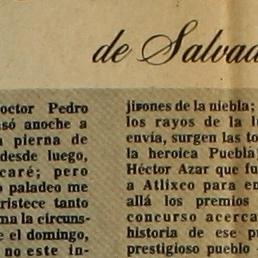 de Salvad
octor Pedro
só anoche a
pierna de
desde luego,
caré; pero
paladeo me
ristece tanto
ma la circuns-
e el domingo,
no este in-
jirones de la niebla;
los rayos de la
envía, surgen las to
la heroica Puebla
Héctor Azar que fu
a Atlixco para en
allá los premios
concurso acerca
historia de ese p
prestigioso pueblo